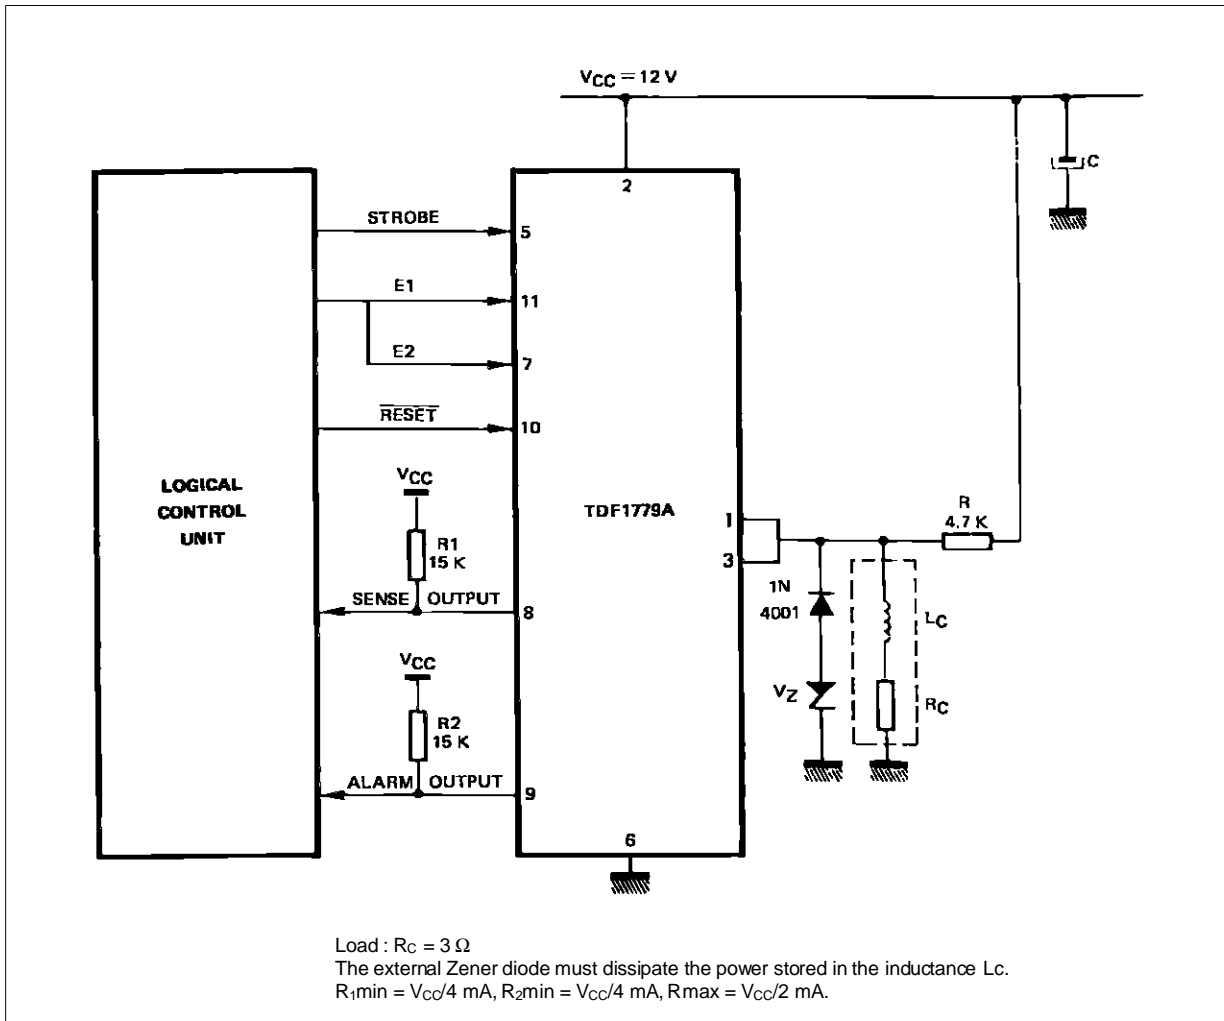 VCC = 12 V
2
C
STROBE
5
E1
11
E2
7
RESET
10
LOGICAL
CONTROL
UNIT
VCC
R1
15 K
SENSE OUTPUT
8
VCC
R2
15 K
ALARM OUTPUT
9
TDF1779A
1
3
R
4.7 K
1N
4001
LC
VZ
RC
6
Load : RC = 3 Ω
The external Zener diode must dissipate the power stored in the inductance Lc.
R1min = VCC/4 mA, R2min = VCC/4 mA, Rmax = VCC/2 mA.